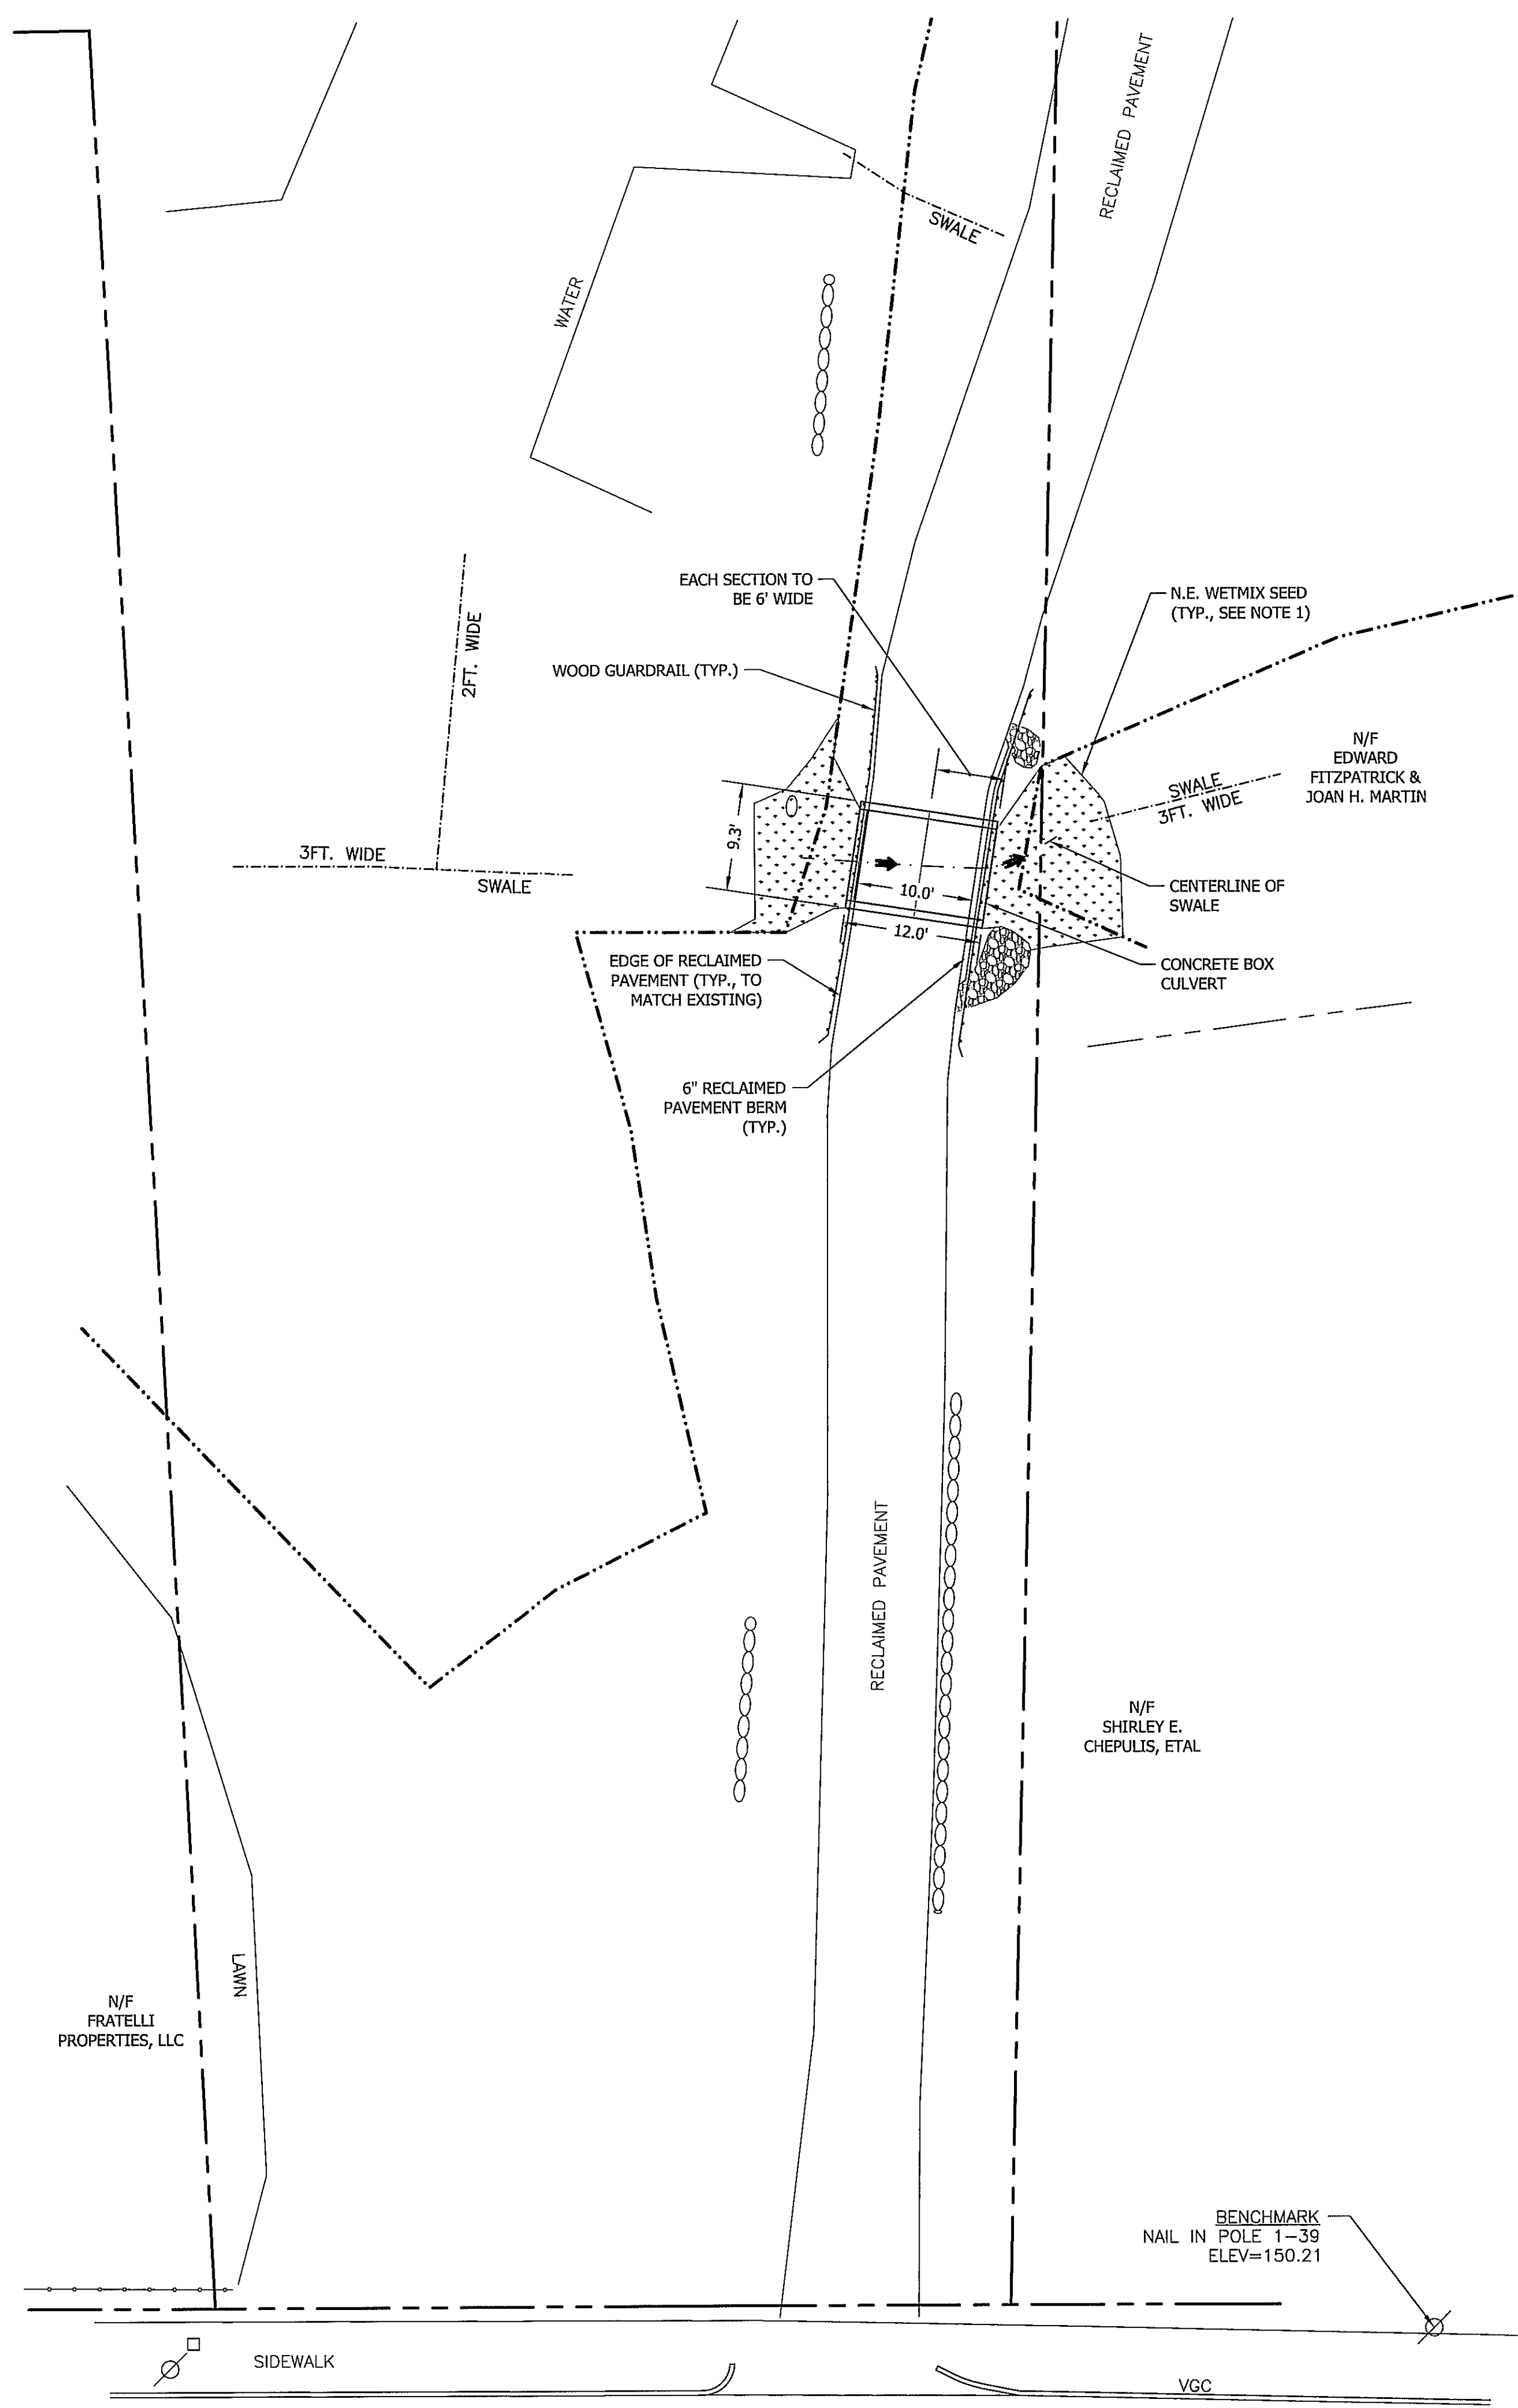 RECLAIMED PAVEMENT
SWALE
WATER
EACH SECTION TO
BE 6' WIDE
N.E. WETMIX SEED
(TYP., SEE NOTE 1)
2FT. WIDE
WOOD GUARDRAIL (TYP.)
N/F
EDWARD
FITZPATRICK &
JOAN H. MARTIN
SWALE
3FT. WIDE
9.3'
3FT. WIDE
SWALE
10.0'
12.0'
CENTERLINE OF
SWALE
EDGE OF RECLAIMED
PAVEMENT (TYP., TO
MATCH EXISTING)
CONCRETE BOX
CULVERT
6" RECLAIMED
PAVEMENT BERM
(TYP.)
RECLAIMED PAVEMENT
N/F
SHIRLEY E.
CHEPULIS, ETAL
LAWN
N/F
FRATELLI
PROPERTIES, LLC
BENCHMARK
NAIL IN POLE 1-39
ELEV=150.21
SIDEWALK
VGC